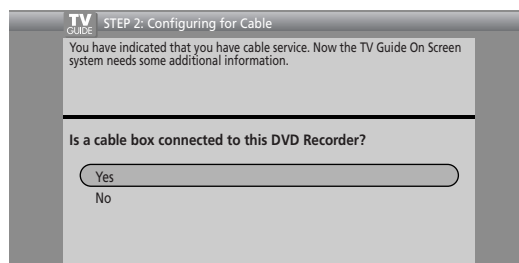 TV
GUIDE
STEP 2: Configuring for Cable
You have indicated that you have cable service. Now the TV Guide On Screen
system needs some additional information.
Is a cable box connected to this DVD Recorder?
Yes
No